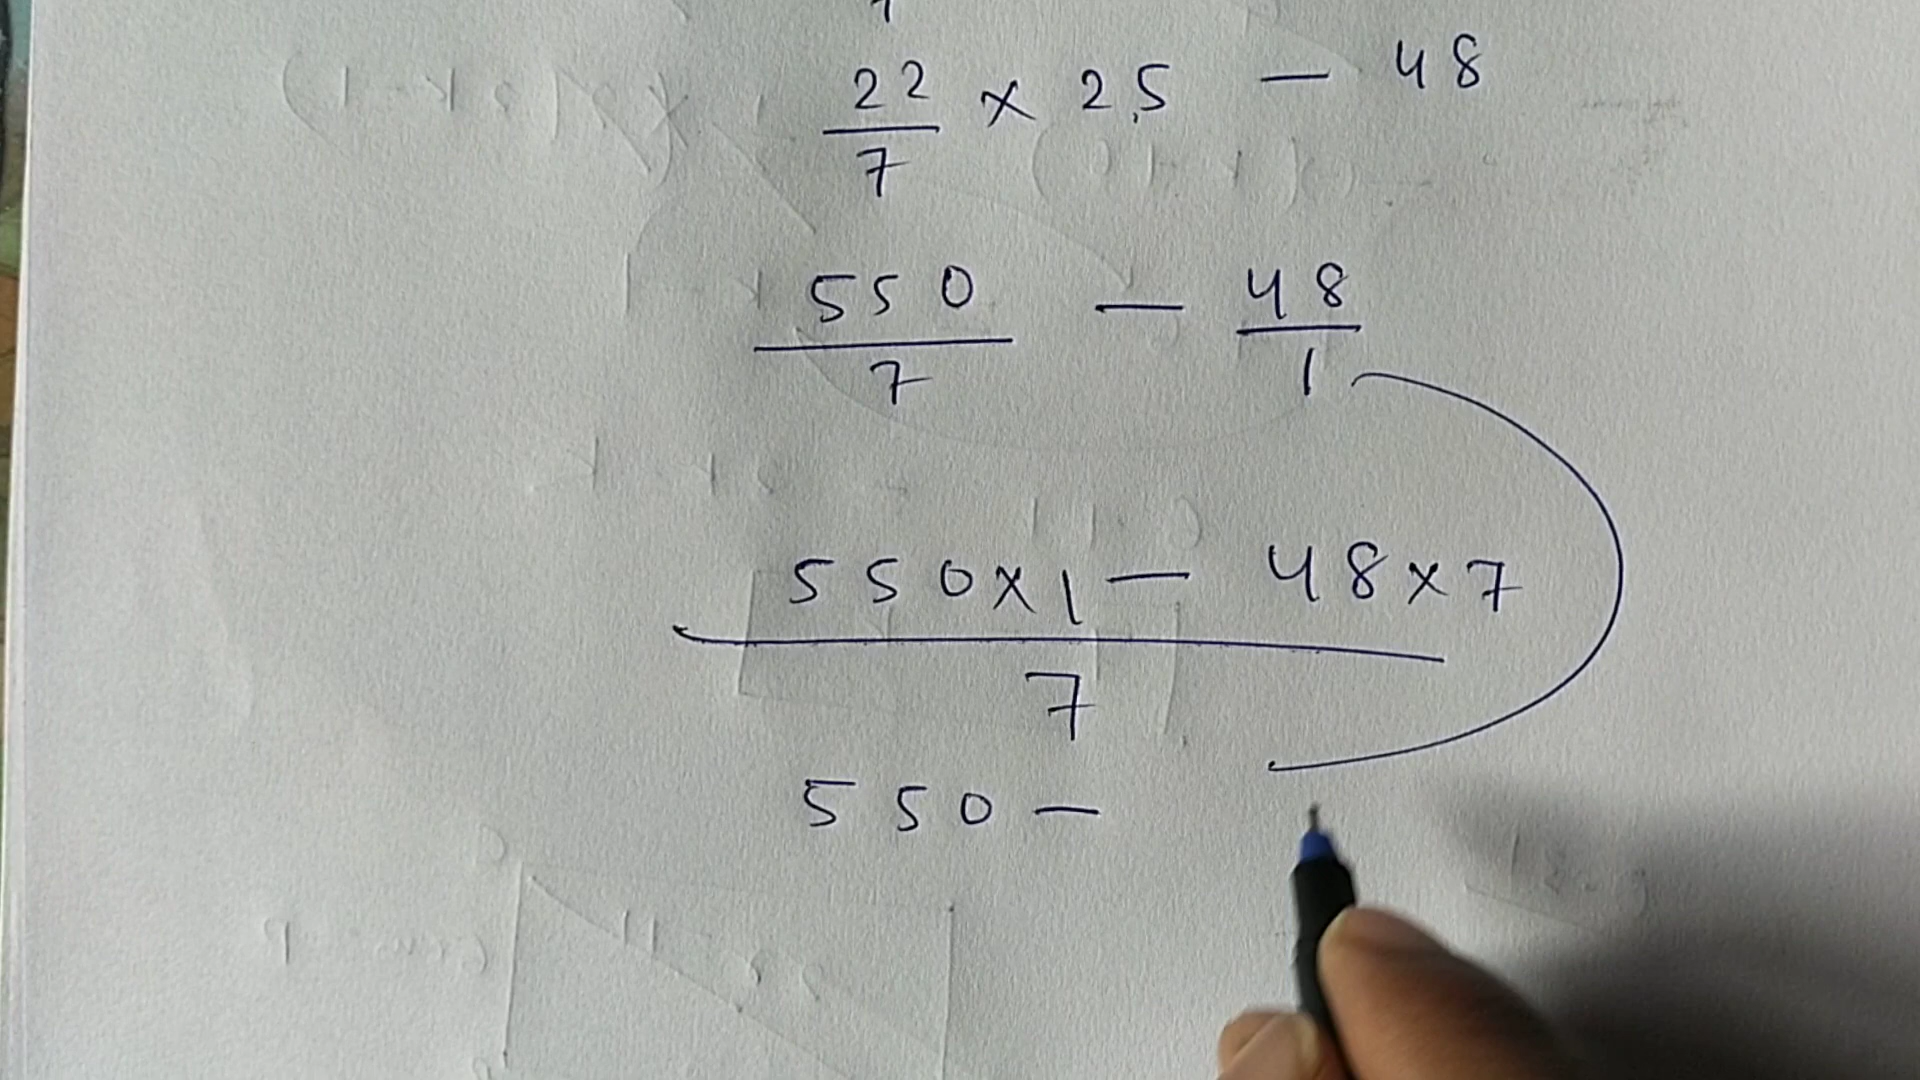 22/7 × 25 — 48
550/7 — 48/1
550×1 — 48×7
7
550 —